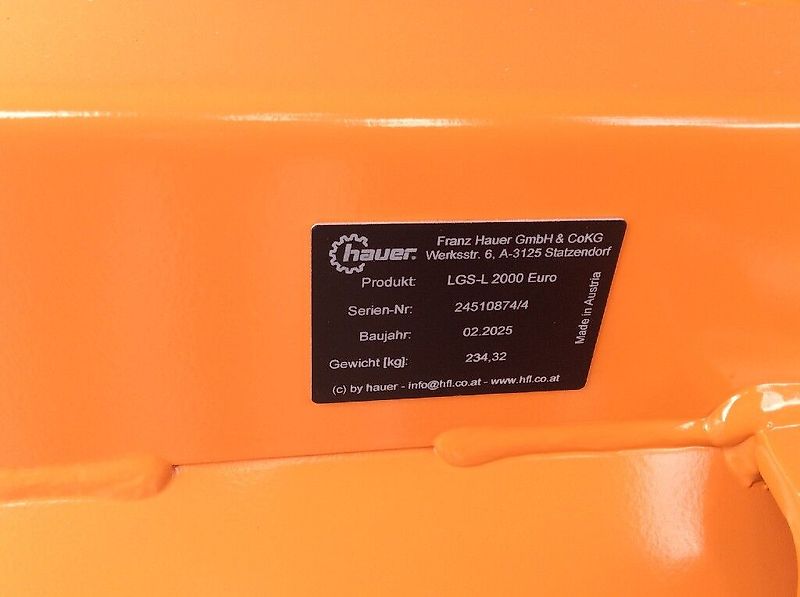 hauer
Franz Hauer GmbH & CoKG
Werksstr. 6, A-3125 Statzendorf
Produkt: LGS-L 2000 Euro
Serien-Nr: 24510874/4
Baujahr: 02.2025
Gewicht [kg]: 234,32
(c) by hauer - info@hfl.co.at - www.hfl.co.at
Made in Austria